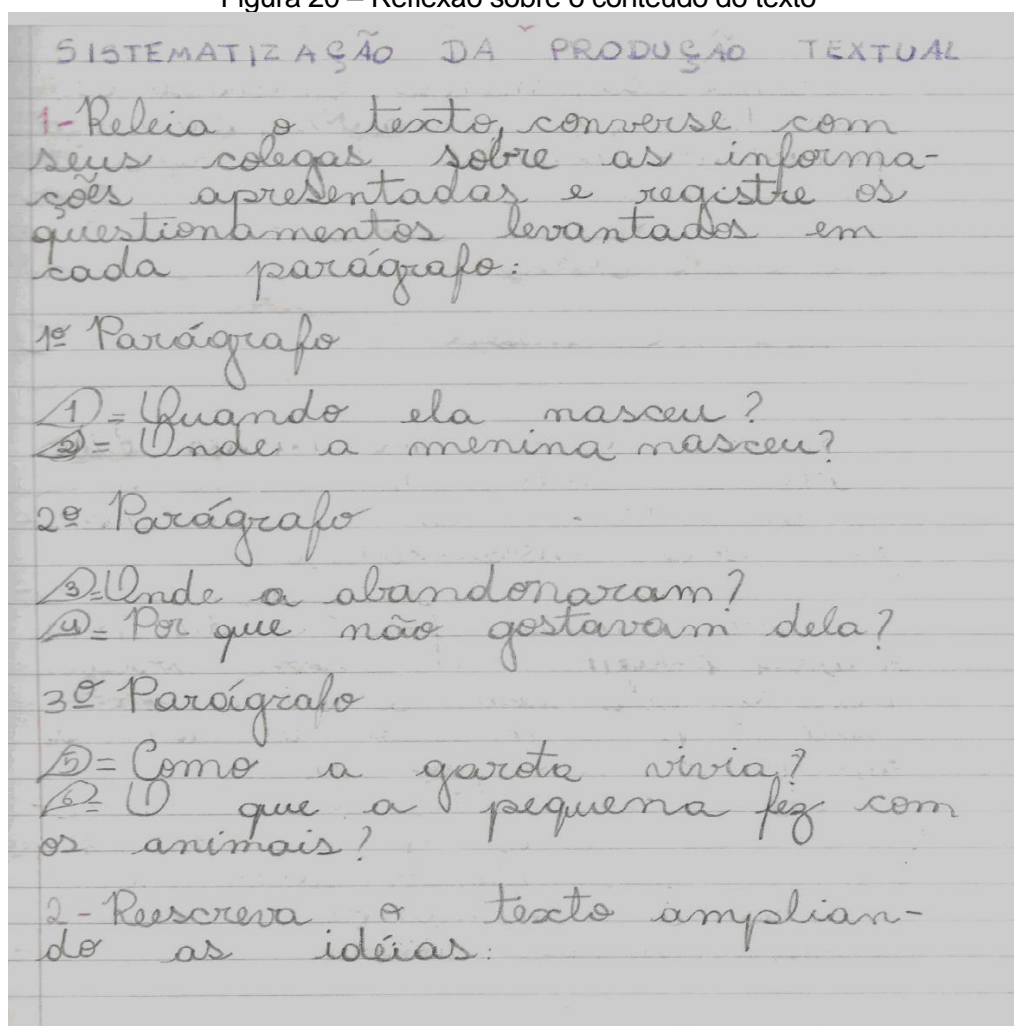 Figura 20 – Reflexão sobre o conteúdo do texto
SISTEMATIZAÇÃO DA PRODUÇÃO TEXTUAL
1-Releia o texto, converse com
seus colegas sobre as informa-
ções apresentadas e registre os
questionamentos levantados em
cada parágrafo:
1º Parágrafo
1= Quando ela nasceu?
2= Onde a menina nasceu?
2º Parágrafo
3=Onde a abandonaram?
4= Por que não gostavam dela?
3º Parágrafo
5= Como a garota vivia?
6= O que a pequena fez com
os animais?
2-Reescreva o texto amplian-
do as idéias: